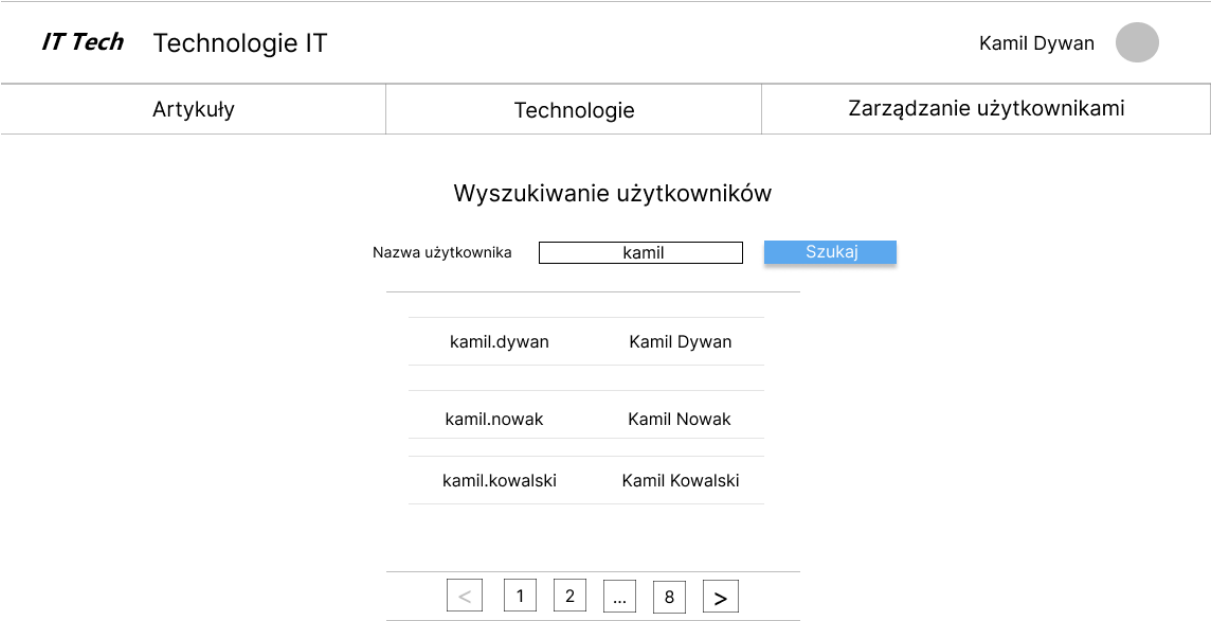 IT Tech Technologie IT Kamil Dywan
Artykuły Technologie Zarządzanie użytkownikami
Wyszukiwanie użytkowników
Nazwa użytkownika kamil Szukaj
kamil.dywan Kamil Dywan
kamil.nowak Kamil Nowak
kamil.kowalski Kamil Kowalski
< 1 2 ... 8 >